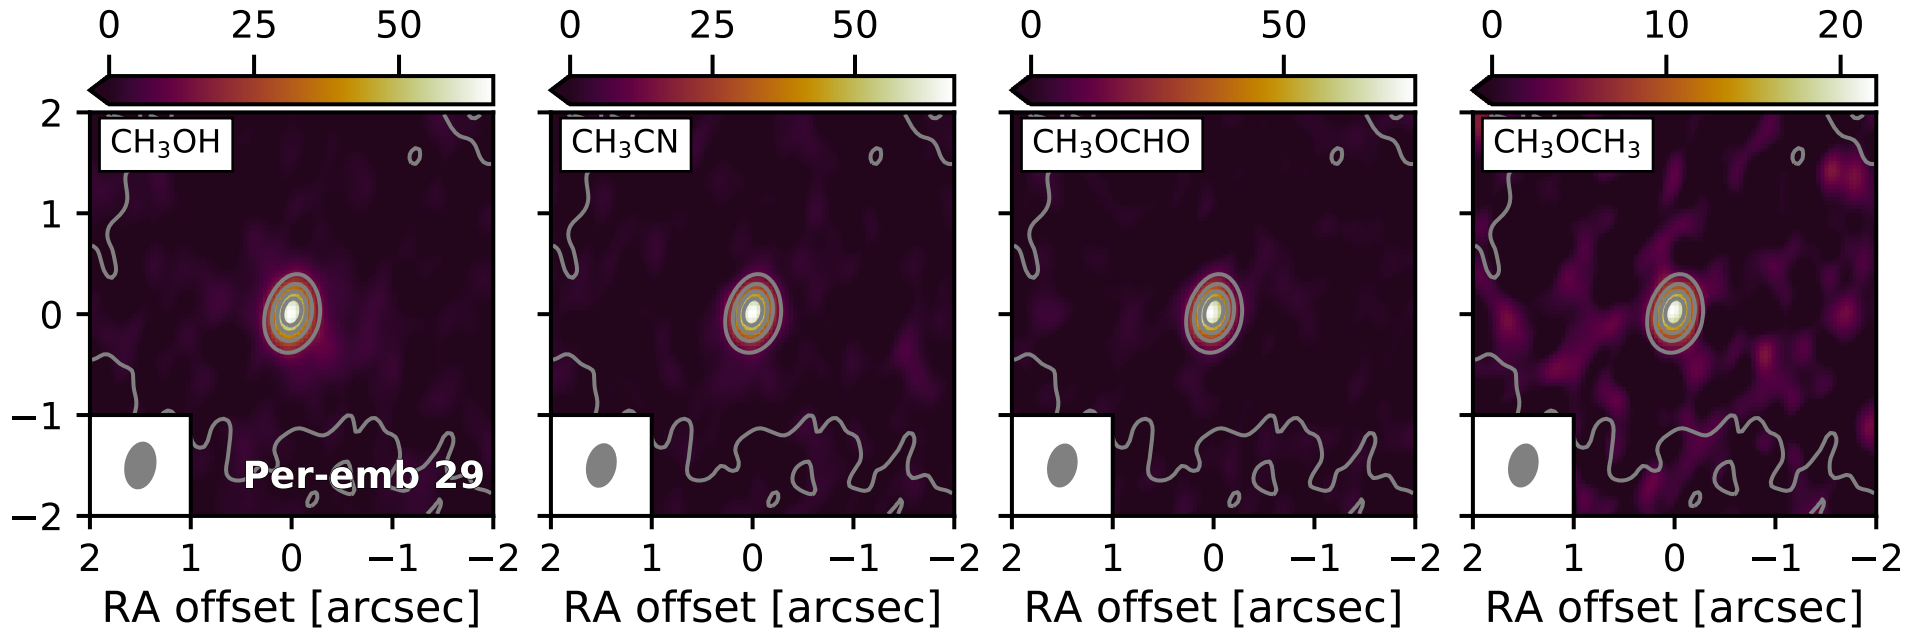 0 25 50 0 25 50 0 50 0 10 20
2
CH₃OH CH₃CN CH₃OCHO CH₃OCH₃
1
0
−1
Per-emb 29
−2
2 1 0 −1 −2 2 1 0 −1 −2 2 1 0 −1 −2 2 1 0 −1 −2
RA offset [arcsec] RA offset [arcsec] RA offset [arcsec] RA offset [arcsec]